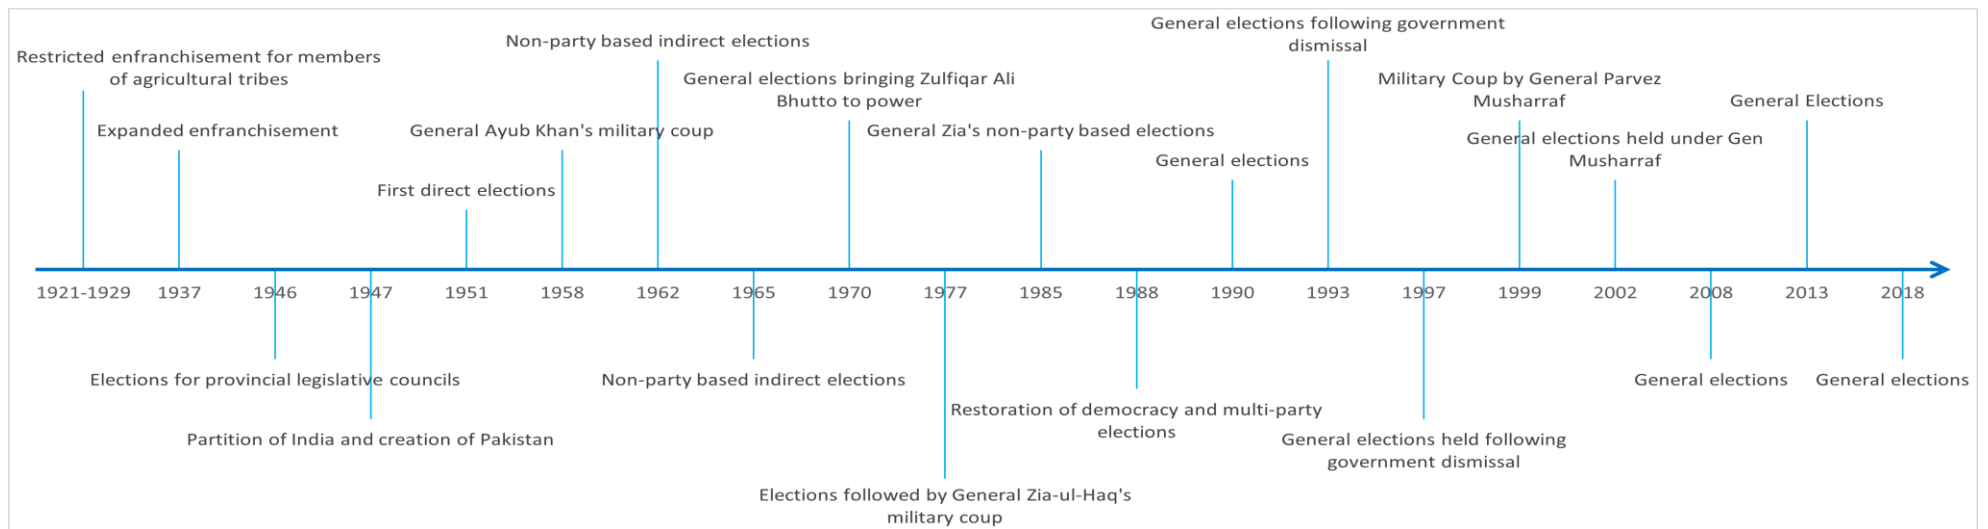 General elections following government
dismissal
Non-party based indirect elections
Restricted enfranchisement for members
of agricultural tribes
General elections bringing Zulfiqar Ali
Bhutto to power
Military Coup by General Parvez
Musharraf
General Elections
Expanded enfranchisement
General Ayub Khan's military coup
General Zia's non-party based elections
General elections held under Gen
Musharraf
General elections
First direct elections
1921-1929 1937 1946 1947 1951 1958 1962 1965 1970 1977 1985 1988 1990 1993 1997 1999 2002 2008 2013 2018
Elections for provincial legislative councils
Non-party based indirect elections
General elections
General elections
Restoration of democracy and multi-party
elections
Partition of India and creation of Pakistan
General elections held following
government dismissal
Elections followed by General Zia-ul-Haq's
military coup